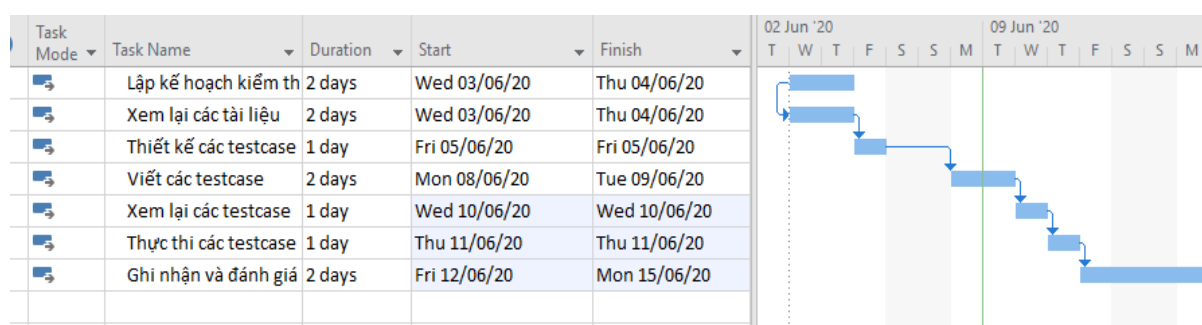 Task Mode Task Name Duration Start Finish 02 Jun '20 09 Jun '20
T W T F S S M T W T F S S M
Lập kế hoạch kiểm th 2 days Wed 03/06/20 Thu 04/06/20
Xem lại các tài liệu 2 days Wed 03/06/20 Thu 04/06/20
Thiết kế các testcase 1 day Fri 05/06/20 Fri 05/06/20
Viết các testcase 2 days Mon 08/06/20 Tue 09/06/20
Xem lại các testcase 1 day Wed 10/06/20 Wed 10/06/20
Thực thi các testcase 1 day Thu 11/06/20 Thu 11/06/20
Ghi nhận và đánh giá 2 days Fri 12/06/20 Mon 15/06/20